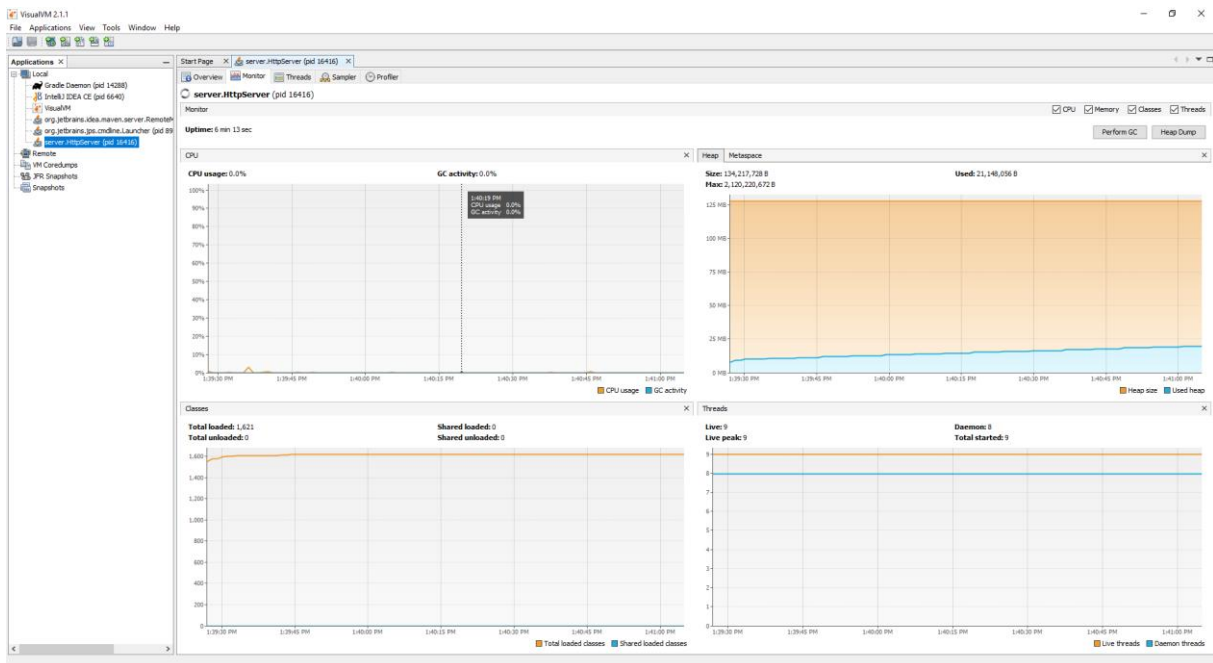 VisualVM 2.1.1
File Applications View Tools Window Help
Applications
Local
Gradle Daemon (pid 14288)
IntelliJ IDEA CE (pid 6640)
VisualVM
org.jetbrains.idea.maven.server.RemoteM
org.jetbrains.jps.cmdline.Launcher (pid 89
server.HttpServer (pid 16416)
Remote
VM Coredumps
JFR Snapshots
Snapshots
Start Page server.HttpServer (pid 16416)
Overview Monitor Threads Sampler Profiler
server.HttpServer (pid 16416)
Monitor CPU Memory Classes Threads
Uptime: 6 min 13 sec Perform GC Heap Dump
CPU
CPU usage: 0.0% GC activity: 0.0%
100%
90%
80%
70%
60%
50%
40%
30%
20%
10%
0%
1:40:19 PM
CPU usage 0.0%
GC activity 0.0%
1:39:30 PM 1:39:45 PM 1:40:00 PM 1:40:15 PM 1:40:30 PM 1:40:45 PM 1:41:00 PM
CPU usage GC activity
Heap Metaspace
Size: 134,217,728 B Used: 21,148,056 B
Max: 2,120,220,672 B
125 MB
100 MB
75 MB
50 MB
25 MB
0 MB
1:39:30 PM 1:39:45 PM 1:40:00 PM 1:40:15 PM 1:40:30 PM 1:40:45 PM 1:41:00 PM
Heap size Used heap
Classes
Total loaded: 1,621 Shared loaded: 0
Total unloaded: 0 Shared unloaded: 0
1,600
1,400
1,200
1,000
800
600
400
200
0
1:39:30 PM 1:39:45 PM 1:40:00 PM 1:40:15 PM 1:40:30 PM 1:40:45 PM 1:41:00 PM
Total loaded classes Shared loaded classes
Threads
Live: 9 Daemon: 8
Live peak: 9 Total started: 9
9
8
7
6
5
4
3
2
1
0
1:39:30 PM 1:39:45 PM 1:40:00 PM 1:40:15 PM 1:40:30 PM 1:40:45 PM 1:41:00 PM
Live threads Daemon threads